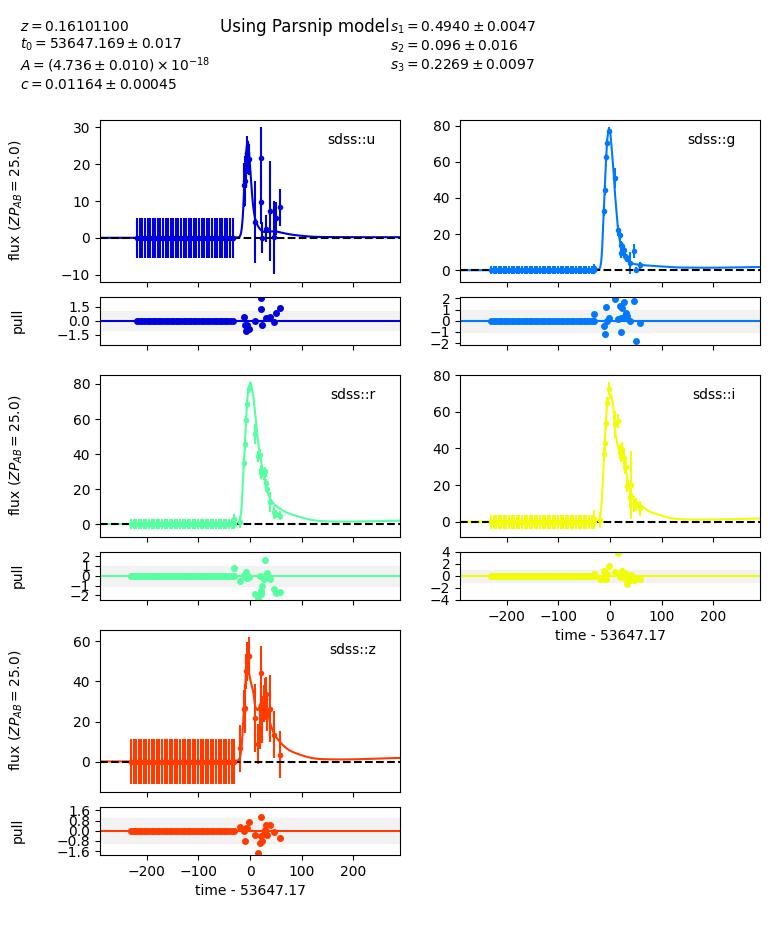 Using Parsnip model
z = 0.16101100
t₀ = 53647.169 ± 0.017
A = (4.736 ± 0.010) × 10⁻¹⁸
c = 0.01164 ± 0.00045
s₁ = 0.4940 ± 0.0047
s₂ = 0.096 ± 0.016
s₃ = 0.2269 ± 0.0097
flux (ZP_AB = 25.0)
30
20
10
0
−10
sdss::u
80
60
40
20
0
sdss::g
pull
1.5
0.0
−1.5
2
1
0
−1
−2
flux (ZP_AB = 25.0)
80
60
40
20
0
sdss::r
80
60
40
20
0
sdss::i
pull
2
1
0
−1
−2
4
2
0
−2
−4
−200 −100 0 100 200
time - 53647.17
flux (ZP_AB = 25.0)
60
40
20
0
sdss::z
pull
1.6
0.8
0.0
−0.8
−1.6
−200 −100 0 100 200
time - 53647.17